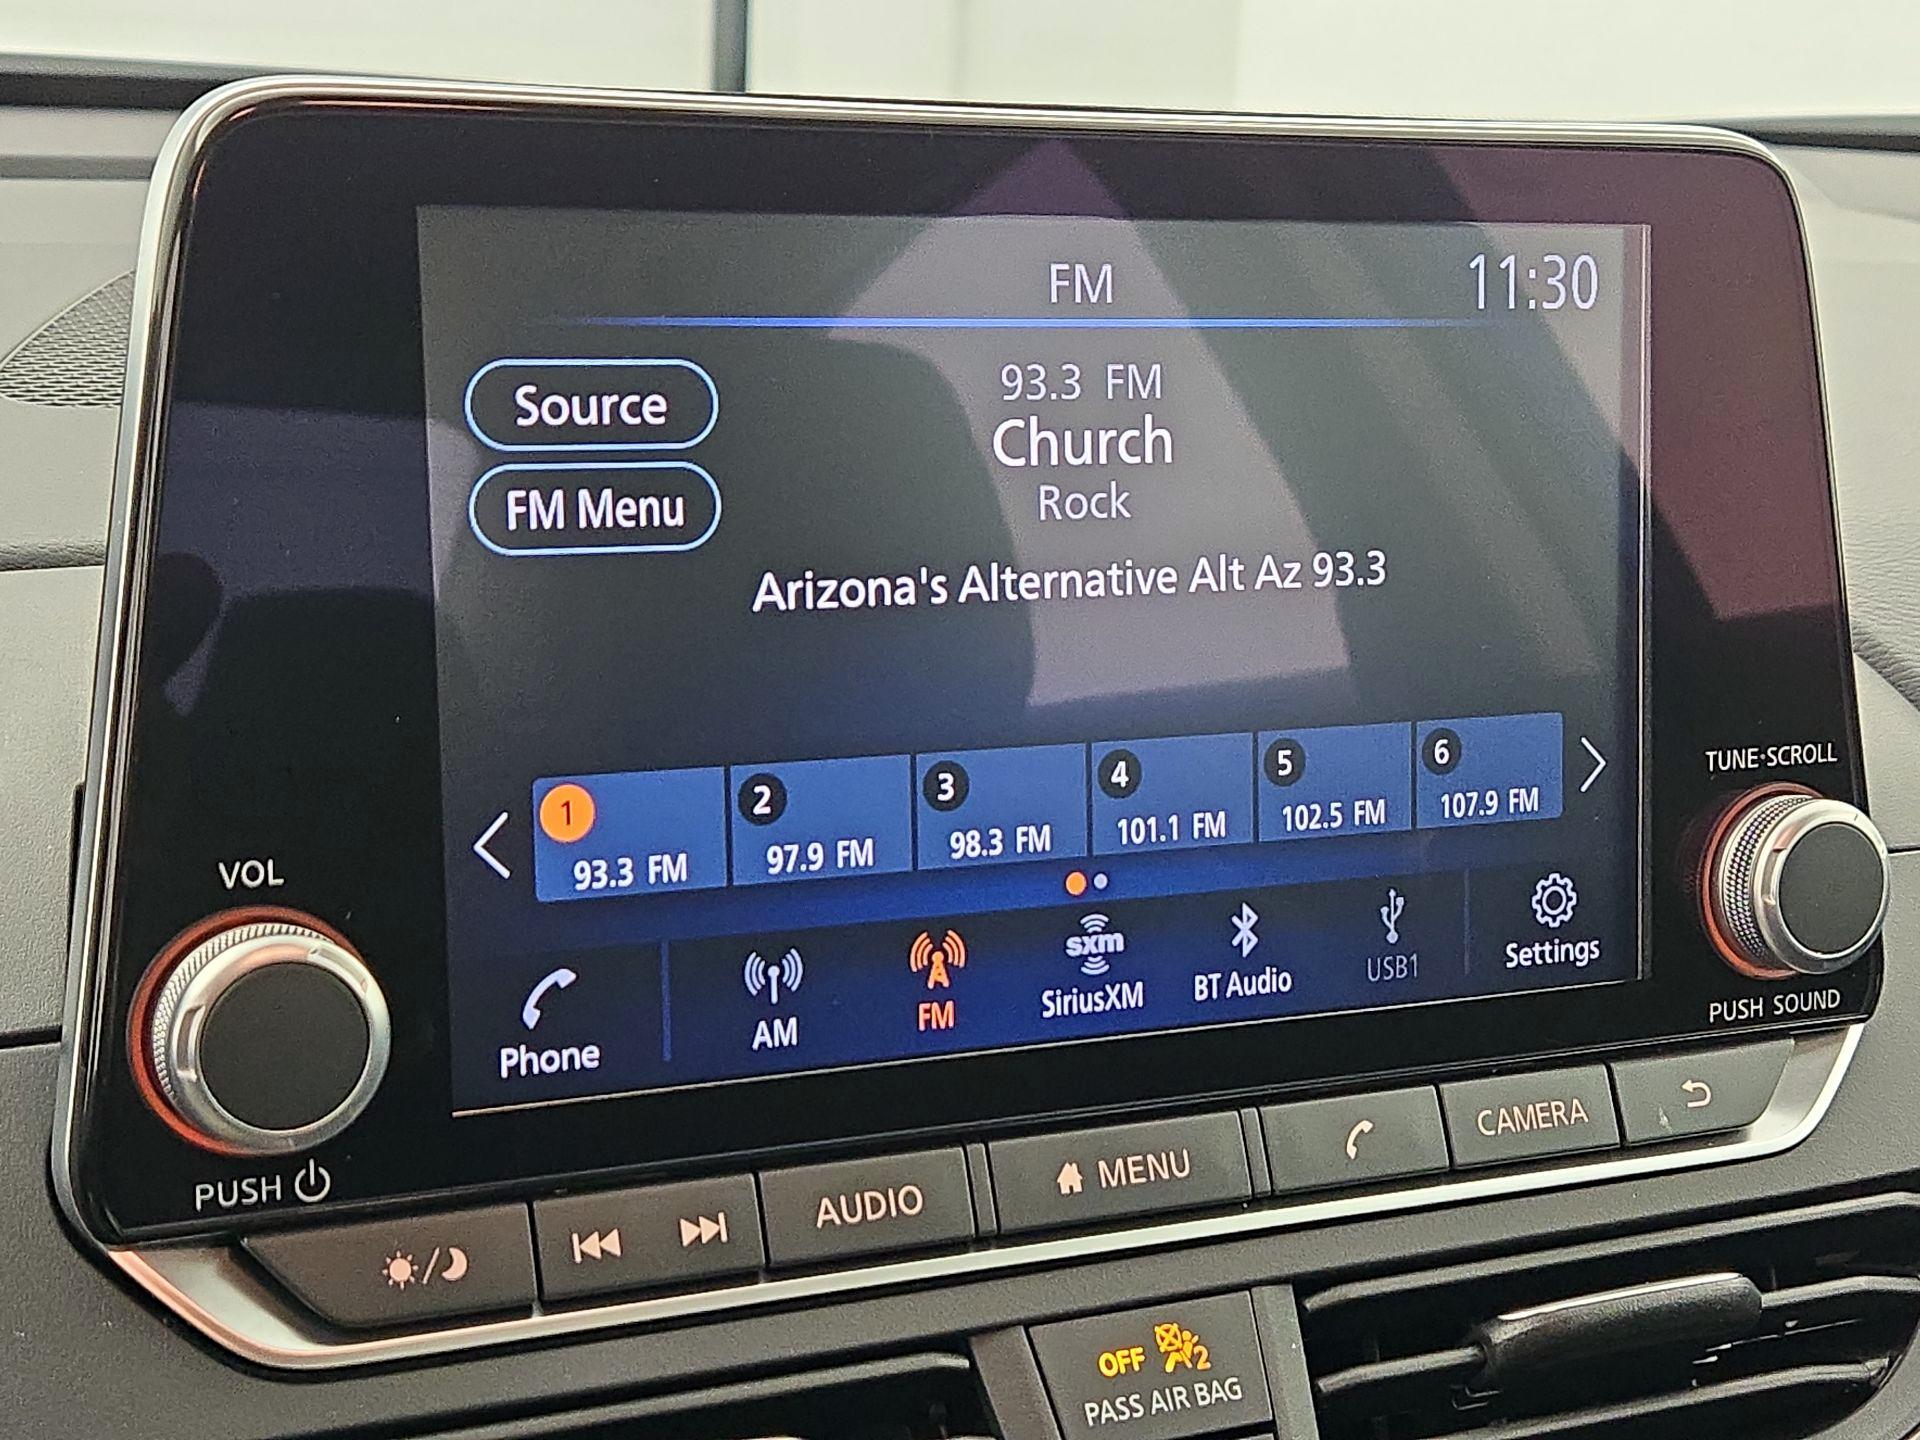 FM
11:30
Source
93.3 FM
Church
FM Menu
Rock
Arizona's Alternative Alt Az 93.3
1
93.3 FM
2
97.9 FM
3
98.3 FM
4
101.1 FM
5
102.5 FM
6
107.9 FM
Phone
AM
FM
sxm
SiriusXM
BT Audio
USB1
Settings
VOL
PUSH
TUNE·SCROLL
PUSH SOUND
AUDIO
MENU
CAMERA
OFF 2
PASS AIR BAG